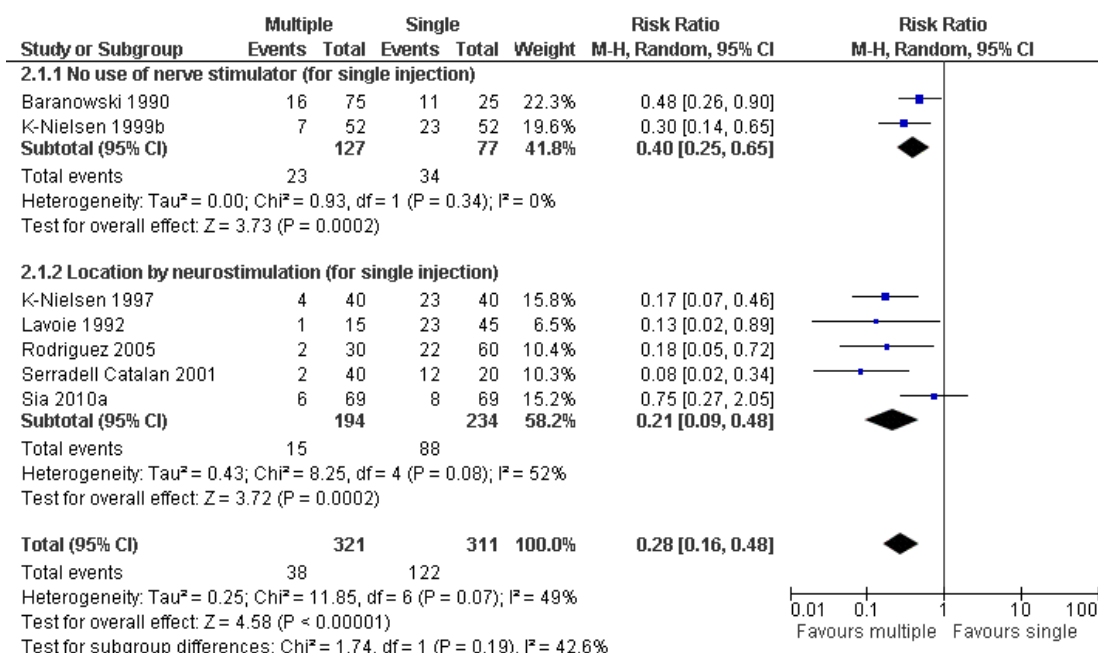 Multiple Single Risk Ratio Risk Ratio
Study or Subgroup Events Total Events Total Weight M-H, Random, 95% CI M-H, Random, 95% CI
2.1.1 No use of nerve stimulator (for single injection)
Baranowski 1990 16 75 11 25 22.3% 0.48 [0.26, 0.90]
K-Nielsen 1999b 7 52 23 52 19.6% 0.30 [0.14, 0.65]
Subtotal (95% CI) 127 77 41.8% 0.40 [0.25, 0.65]
Total events 23 34
Heterogeneity: Tau² = 0.00; Chi² = 0.93, df = 1 (P = 0.34); I² = 0%
Test for overall effect: Z = 3.73 (P = 0.0002)
2.1.2 Location by neurostimulation (for single injection)
K-Nielsen 1997 4 40 23 40 15.8% 0.17 [0.07, 0.46]
Lavoie 1992 1 15 23 45 6.5% 0.13 [0.02, 0.89]
Rodriguez 2005 2 30 22 60 10.4% 0.18 [0.05, 0.72]
Serradell Catalan 2001 2 40 12 20 10.3% 0.08 [0.02, 0.34]
Sia 2010a 6 69 8 69 15.2% 0.75 [0.27, 2.05]
Subtotal (95% CI) 194 234 58.2% 0.21 [0.09, 0.48]
Total events 15 88
Heterogeneity: Tau² = 0.43; Chi² = 8.25, df = 4 (P = 0.08); I² = 52%
Test for overall effect: Z = 3.72 (P = 0.0002)
Total (95% CI) 321 311 100.0% 0.28 [0.16, 0.48]
Total events 38 122
Heterogeneity: Tau² = 0.25; Chi² = 11.85, df = 6 (P = 0.07); I² = 49%
Test for overall effect: Z = 4.58 (P < 0.00001)
Test for subgroup differences: Chi² = 1.74, df = 1 (P = 0.19), I² = 42.6%
0.01 0.1 1 10 100
Favours multiple Favours single